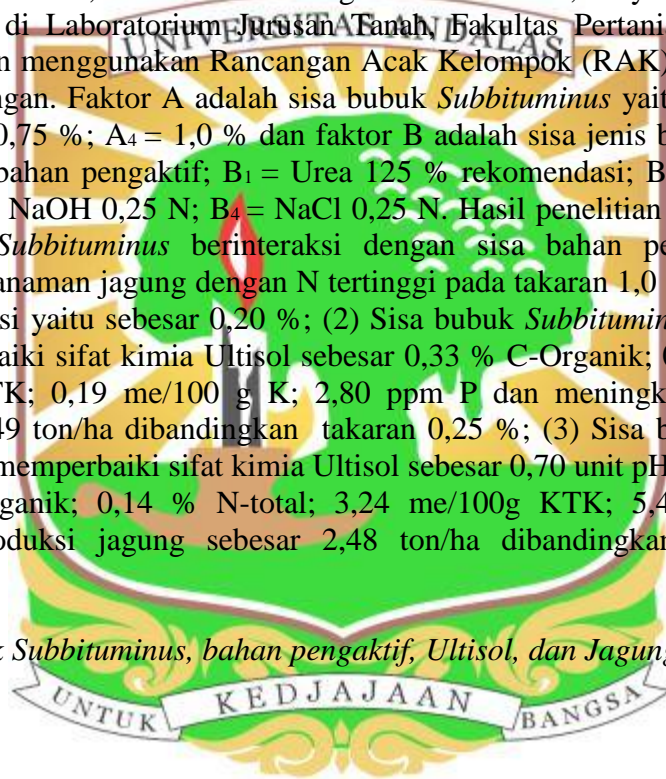 di Laboratorium Jurusan Tanah, Fakultas Pertani
UNIVERSITAS ANDALAS
menggunakan Rancangan Acak Kelompok (RAK)
ngan. Faktor A adalah sisa bubuk Subbituminus yait
0,75 %; A4 = 1,0 % dan faktor B adalah sisa jenis b
bahan pengaktif; B1 = Urea 125 % rekomendasi; B
NaOH 0,25 N; B4 = NaCl 0,25 N. Hasil penelitian
Subbituminus berinteraksi dengan sisa bahan pe
anaman jagung dengan N tertinggi pada takaran 1,0
si yaitu sebesar 0,20 %; (2) Sisa bubuk Subbitumin
aiki sifat kimia Ultisol sebesar 0,33 % C-Organik;
TK; 0,19 me/100 g K; 2,80 ppm P dan meningk
49 ton/ha dibandingkan takaran 0,25 %; (3) Sisa b
memperbaiki sifat kimia Ultisol sebesar 0,70 unit pH
ganik; 0,14 % N-total; 3,24 me/100g KTK; 5,4
oduksi jagung sebesar 2,48 ton/ha dibandingkan
Subbituminus, bahan pengaktif, Ultisol, dan Jagung
UNTUK KEDJAJAAN BANGSA